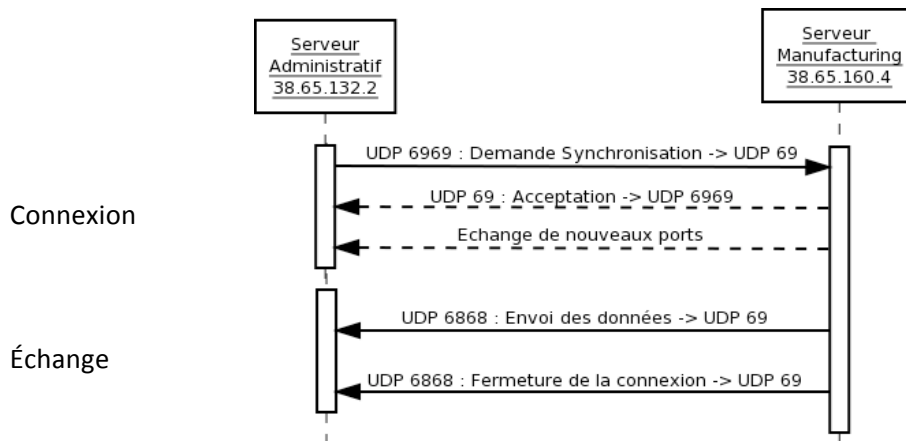 Serveur
Administratif
38.65.132.2
Serveur
Manufacturing
38.65.160.4
UDP 6969 : Demande Synchronisation -> UDP 69
Connexion
UDP 69 : Acceptation -> UDP 6969
Echange de nouveaux ports
UDP 6868 : Envoi des données -> UDP 69
Échange
UDP 6868 : Fermeture de la connexion -> UDP 69